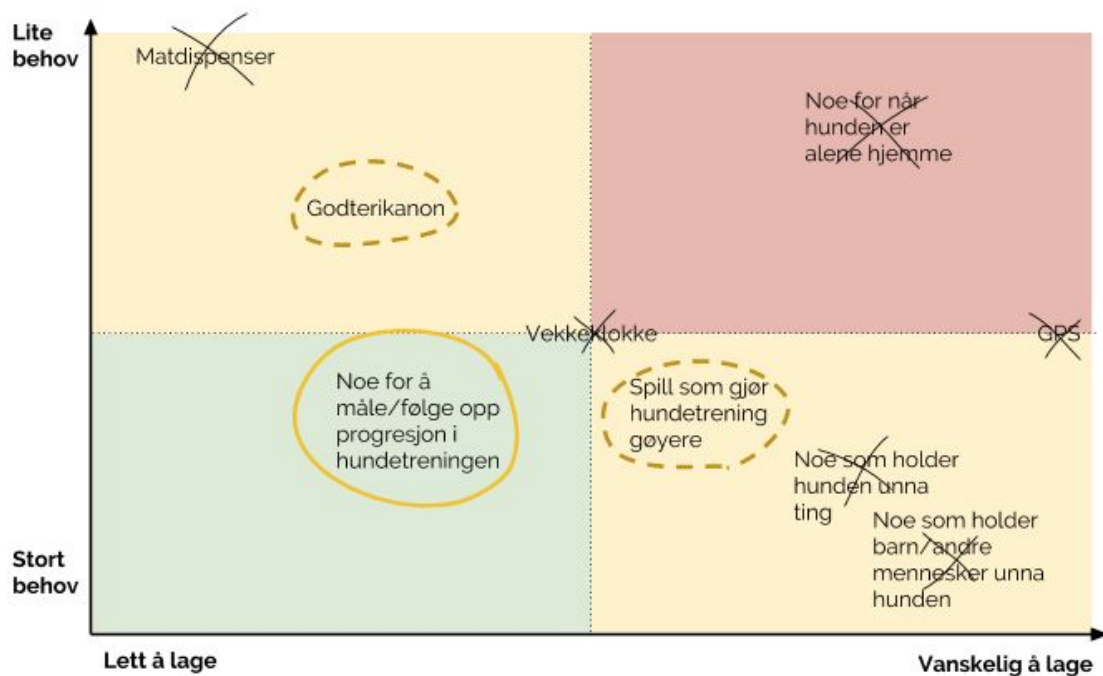 Lite
behov
Matdispenser
Noe for når
hunden er
alene hjemme
Godterikanon
Vekkeklokke
GPS
Noe for å
måle/følge opp
progresjon i
hundetreningen
Spill som gjør
hundetrening
gøyere
Noe som holder
hunden unna
ting
Noe som holder
barn/andre
mennesker unna
hunden
Stort
behov
Lett å lage
Vanskelig å lage